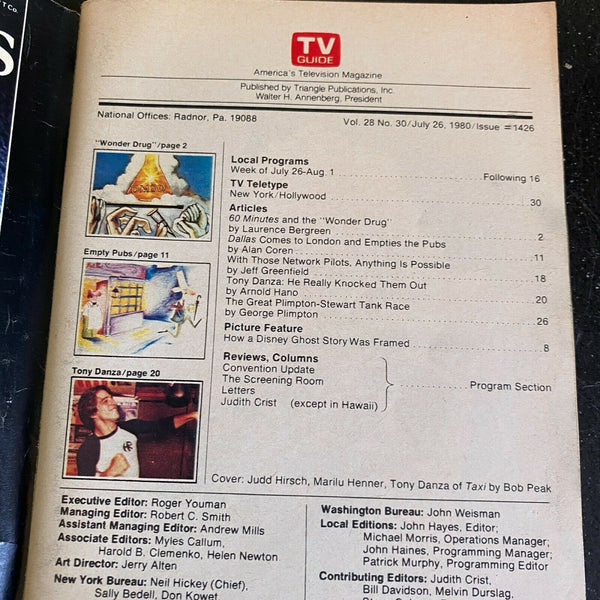 T Co.
S
TV
GUIDE
America's Television Magazine
Published by Triangle Publications, Inc.
Walter H. Annenberg, President
National Offices: Radnor, Pa. 19088
Vol. 28 No. 30/July 26, 1980/Issue #1426
"Wonder Drug"/page 2
DMSO
Empty Pubs/page 11
Tony Danza/page 20
Local Programs
Week of July 26-Aug. 1 Following 16
TV Teletype
New York/Hollywood 30
Articles
60 Minutes and the "Wonder Drug"
by Laurence Bergreen 2
Dallas Comes to London and Empties the Pubs
by Alan Coren 11
With Those Network Pilots, Anything Is Possible
by Jeff Greenfield 18
Tony Danza: He Really Knocked Them Out
by Arnold Hano 20
The Great Plimpton-Stewart Tank Race
by George Plimpton 26
Picture Feature
How a Disney Ghost Story Was Framed 8
Reviews, Columns
Convention Update
The Screening Room
Letters
Judith Crist (except in Hawaii)
Program Section
Cover: Judd Hirsch, Marilu Henner, Tony Danza of Taxi by Bob Peak
Executive Editor: Roger Youman
Managing Editor: Robert C. Smith
Assistant Managing Editor: Andrew Mills
Associate Editors: Myles Callum,
Harold B. Clemenko, Helen Newton
Art Director: Jerry Alten
New York Bureau: Neil Hickey (Chief),
Sally Bedell, Don Kowet
Washington Bureau: John Weisman
Local Editions: John Hayes, Editor;
Michael Morris, Operations Manager;
John Haines, Programming Manager;
Patrick Murphy, Programming Editor
Contributing Editors: Judith Crist,
Bill Davidson, Melvin Durslag,